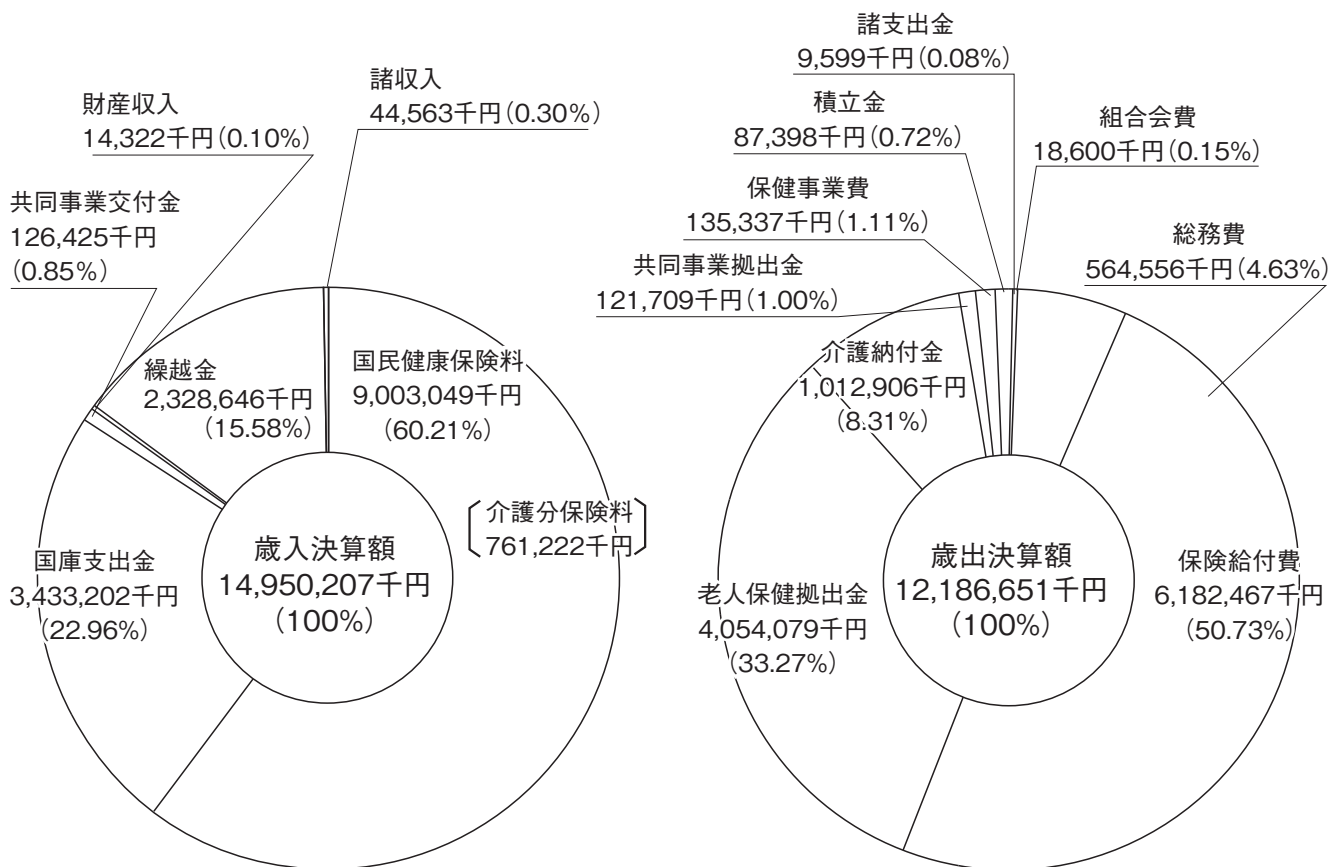 諸収入
44,563千円(0.30%)
財産収入
14,322千円(0.10%)
共同事業交付金
126,425千円
(0.85%)
繰越金
2,328,646千円
(15.58%)
国民健康保険料
9,003,049千円
(60.21%)
介護分保険料
761,222千円
国庫支出金
3,433,202千円
(22.96%)
歳入決算額
14,950,207千円
(100%)
諸支出金
9,599千円(0.08%)
積立金
87,398千円(0.72%)
保健事業費
135,337千円(1.11%)
共同事業拠出金
121,709千円(1.00%)
組合会費
18,600千円(0.15%)
総務費
564,556千円(4.63%)
介護納付金
1,012,906千円
(8.31%)
老人保健拠出金
4,054,079千円
(33.27%)
歳出決算額
12,186,651千円
(100%)
保険給付費
6,182,467千円
(50.73%)